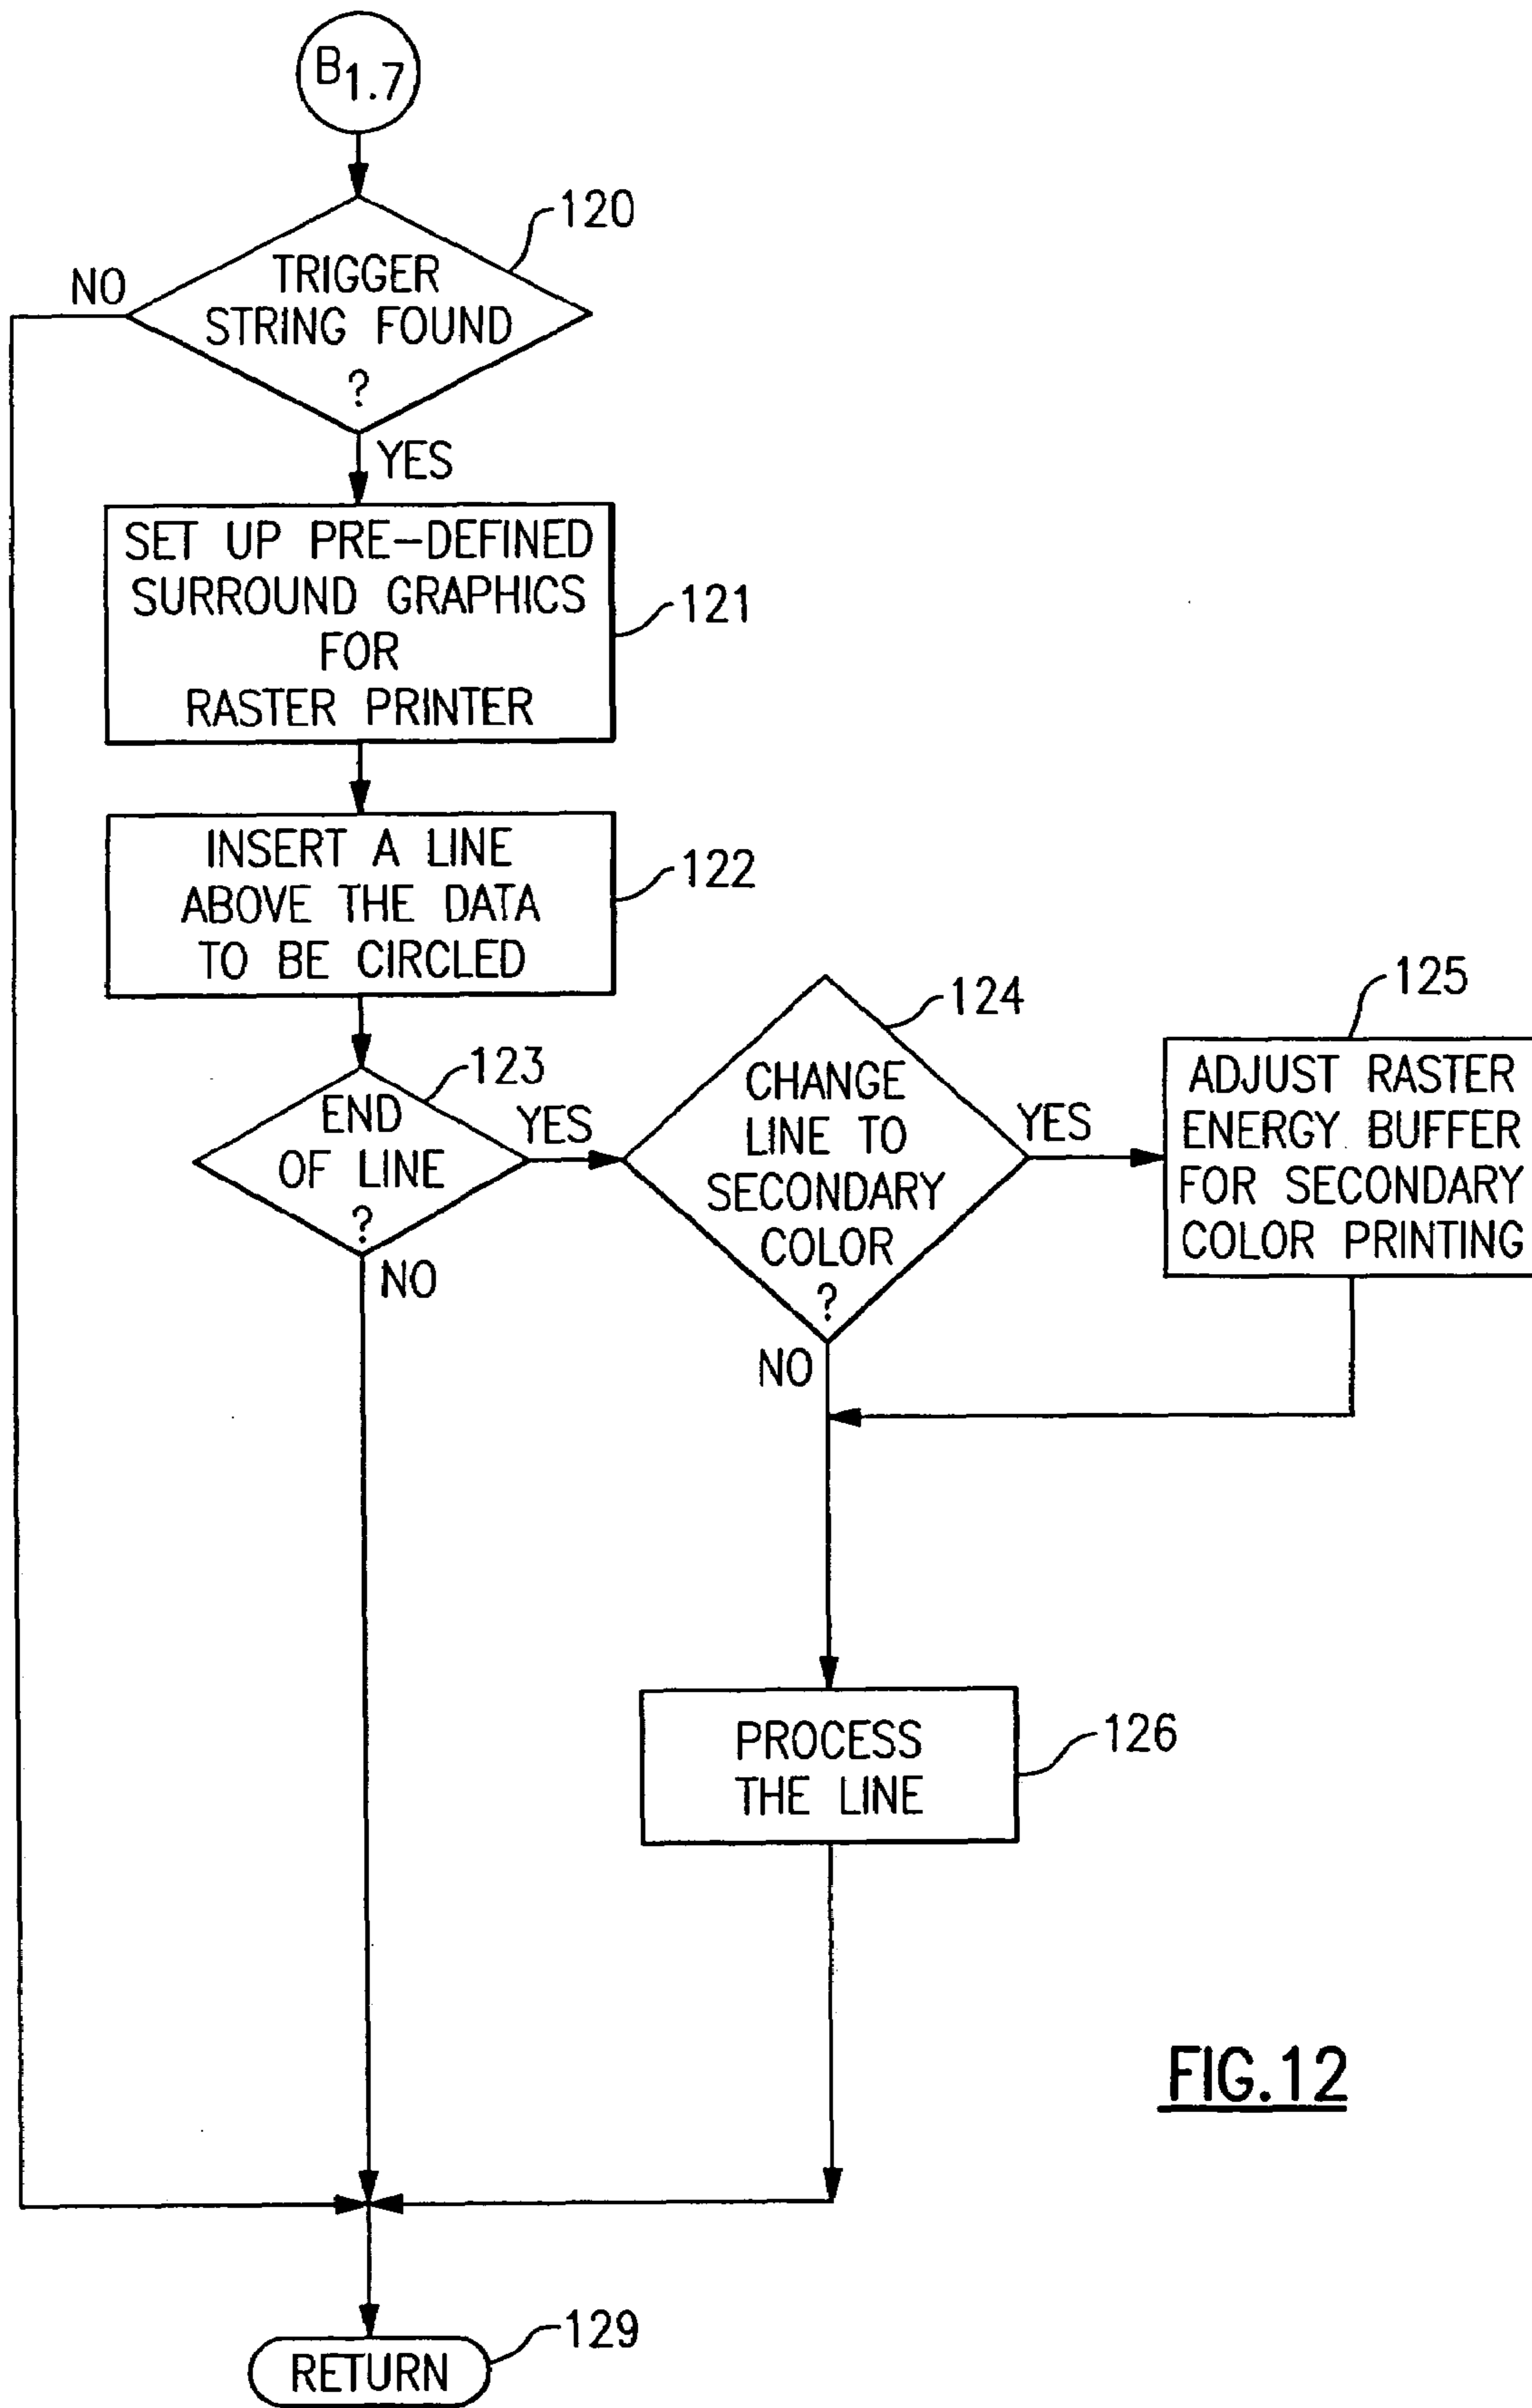 B1.7
120
TRIGGER
STRING FOUND
?
NO
YES
SET UP PRE-DEFINED
SURROUND GRAPHICS
FOR
RASTER PRINTER
121
INSERT A LINE
ABOVE THE DATA
TO BE CIRCLED
122
123
END
OF LINE
?
YES
NO
124
CHANGE
LINE TO
SECONDARY
COLOR
?
YES
NO
125
ADJUST RASTER
ENERGY BUFFER
FOR SECONDARY
COLOR PRINTING
PROCESS
THE LINE
126
FIG.12
RETURN
129